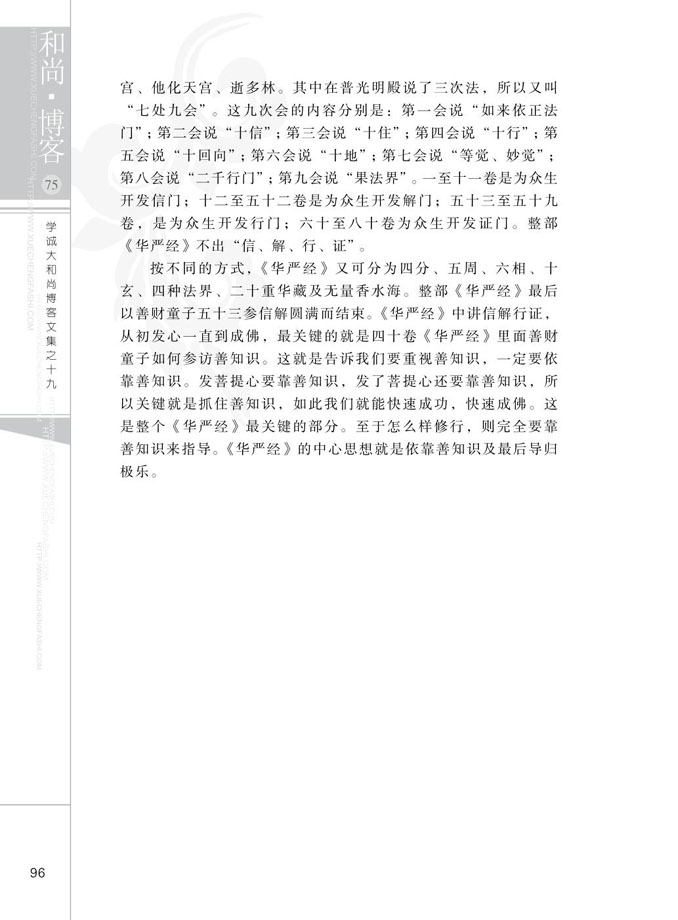 和尚·博客
75
学诚大和尚博客文集之十九
宫、他化天宫、逝多林。其中在普光明殿说了三次法，所以又叫
“七处九会”。这九次会的内容分别是：第一会说“如来依正法
门”；第二会说“十信”；第三会说“十住”；第四会说“十行”；第
五会说“十回向”；第六会说“十地”；第七会说“等觉、妙觉”；
第八会说“二千行门”；第九会说“果法界”。一至十一卷是为众生
开发信门；十二至五十二卷是为众生开发解门；五十三至五十九
卷，是为众生开发行门；六十至八十卷为众生开发证门。整部
《华严经》不出“信、解、行、证”。
按不同的方式，《华严经》又可分为四分、五周、六相、十
玄、四种法界、二十重华藏及无量香水海。整部《华严经》最后
以善财童子五十三参信解圆满而结束。《华严经》中讲信解行证，
从初发心一直到成佛，最关键的就是四十卷《华严经》里面善财
童子如何参访善知识。这就是告诉我们要重视善知识，一定要依
靠善知识。发菩提心要靠善知识，发了菩提心还要靠善知识，所
以关键就是抓住善知识，如此我们就能快速成功，快速成佛。这
是整个《华严经》最关键的部分。至于怎么样修行，则完全要靠
善知识来指导。《华严经》的中心思想就是依靠善知识及最后导归
极乐。
96